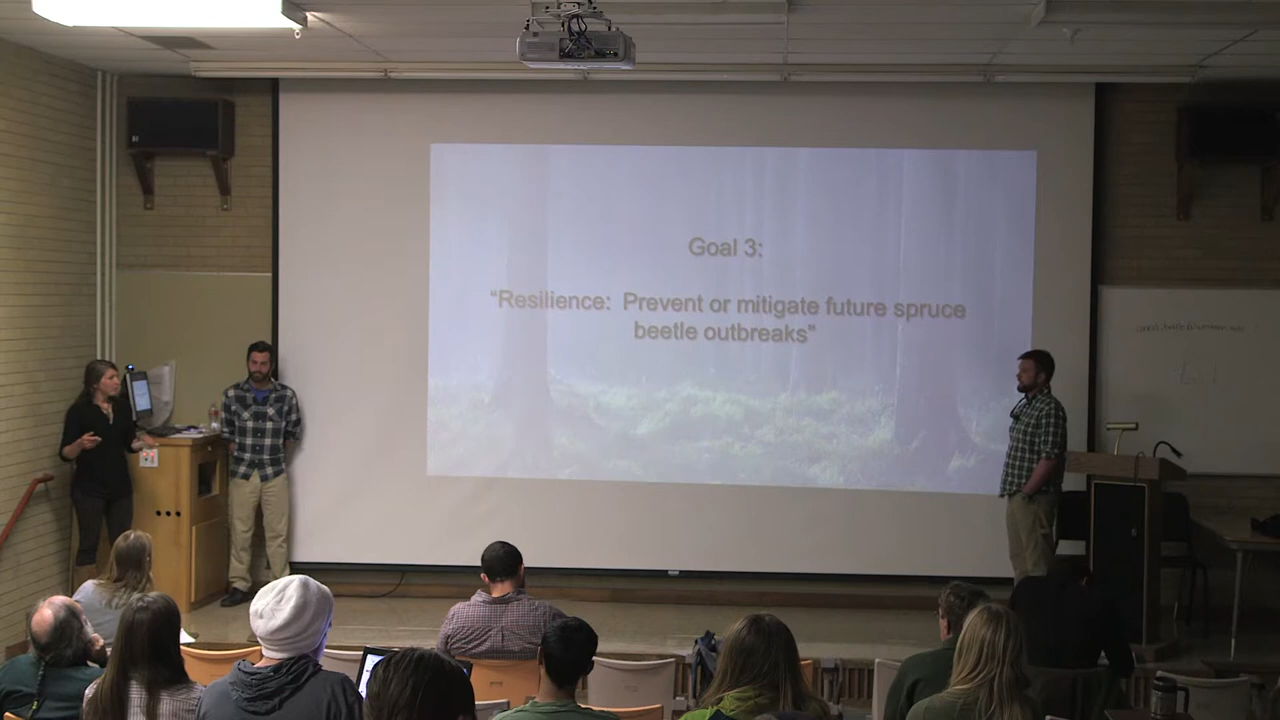 Goal 3:
"Resilience:  Prevent or mitigate future spruce
beetle outbreaks"